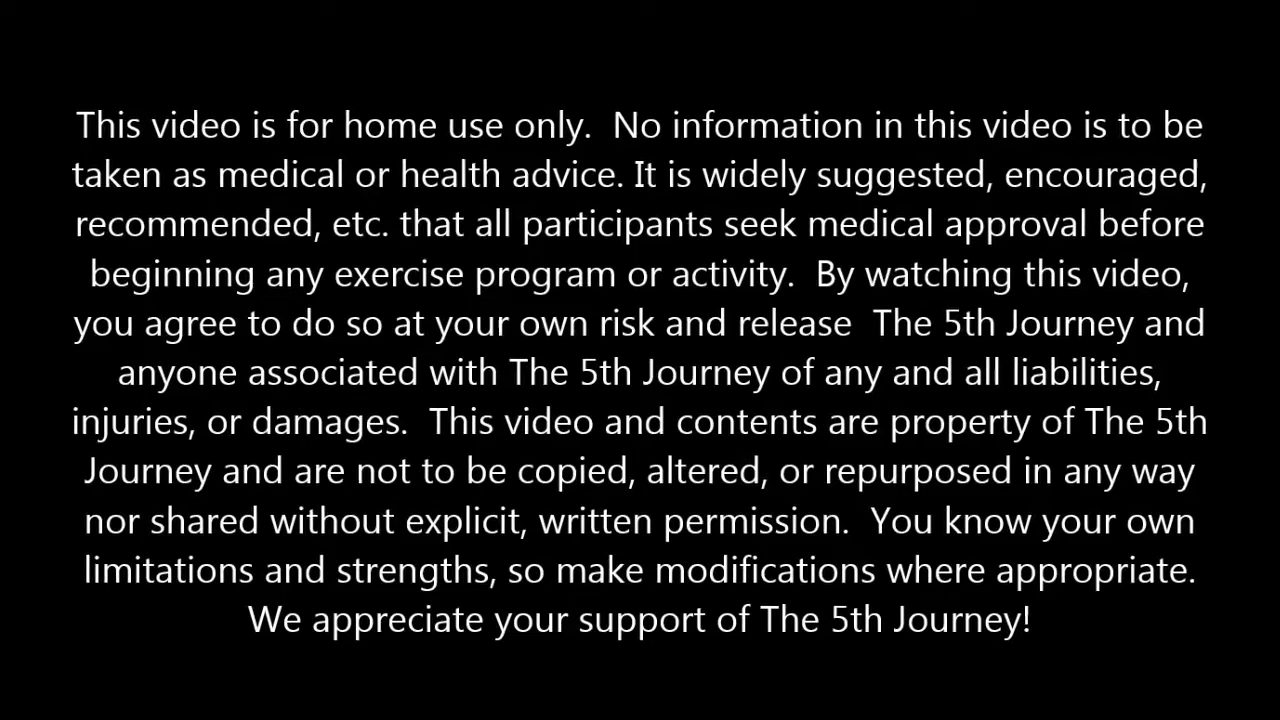 This video is for home use only.  No information in this video is to be
taken as medical or health advice. It is widely suggested, encouraged,
recommended, etc. that all participants seek medical approval before
beginning any exercise program or activity.  By watching this video,
you agree to do so at your own risk and release  The 5th Journey and
anyone associated with The 5th Journey of any and all liabilities,
injuries, or damages.  This video and contents are property of The 5th
Journey and are not to be copied, altered, or repurposed in any way
nor shared without explicit, written permission.  You know your own
limitations and strengths, so make modifications where appropriate.
We appreciate your support of The 5th Journey!